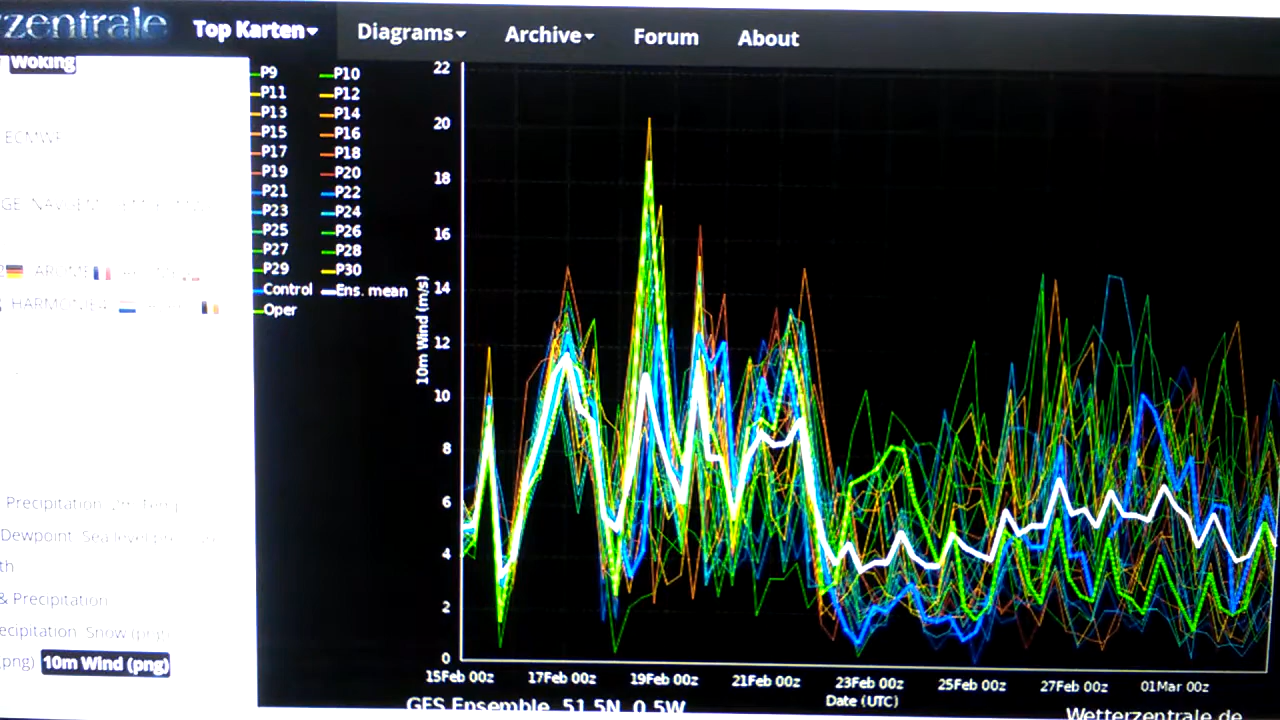 zentrale Top Karten Diagrams Archive Forum About
Woking
ECMWF
HARMONIE
Precipitation
Dewpoint
& Precipitation
(png) 10m Wind (png)
P9 P10
P11 P12
P13 P14
P15 P16
P17 P18
P19 P20
P21 P22
P23 P24
P25 P26
P27 P28
P29 P30
Control Ens. mean
Oper
10m Wind (m/s)
22
20
18
16
14
12
10
8
6
4
2
0
15Feb 00z 17Feb 00z 19Feb 00z 21Feb 00z 23Feb 00z 25Feb 00z 27Feb 00z 01Mar 00z
Date (UTC)
GFS Ensemble 51.5N 0.5W
Wetterzentrale.de